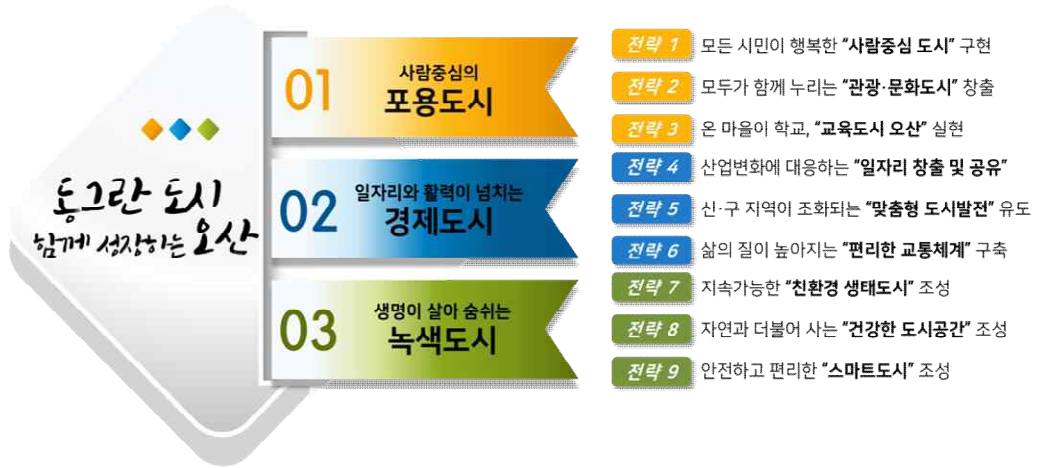 동그란 도시
함께 성장하는 오산
01
사람중심의
포용도시
02
일자리와 활력이 넘치는
경제도시
03
생명이 살아 숨쉬는
녹색도시
전략 1 모든 시민이 행복한 “사람중심 도시” 구현
전략 2 모두가 함께 누리는 “관광·문화도시” 창출
전략 3 온 마을이 학교, “교육도시 오산” 실현
전략 4 산업변화에 대응하는 “일자리 창출 및 공유”
전략 5 신·구 지역이 조화되는 “맞춤형 도시발전” 유도
전략 6 삶의 질이 높아지는 “편리한 교통체계” 구축
전략 7 지속가능한 “친환경 생태도시” 조성
전략 8 자연과 더불어 사는 “건강한 도시공간” 조성
전략 9 안전하고 편리한 “스마트도시” 조성